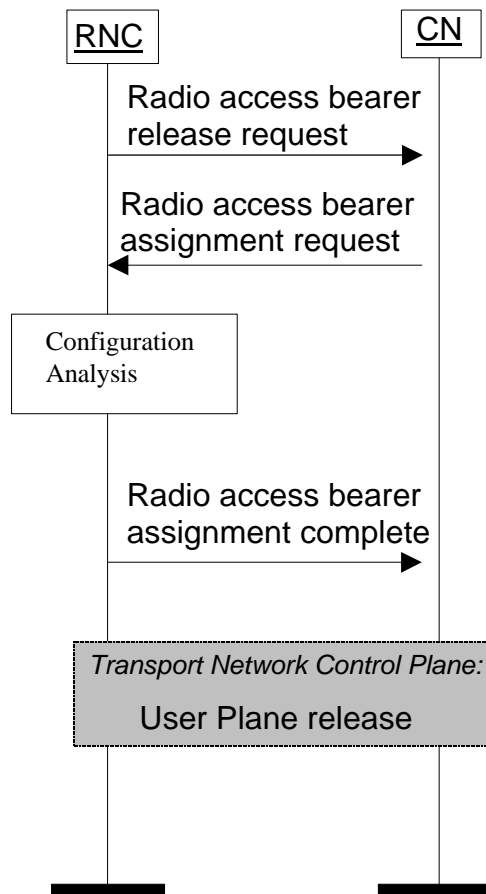 RNC
CN
Radio access bearer
release request
Radio access bearer
assignment request
Configuration
Analysis
Radio access bearer
assignment complete
Transport Network Control Plane:
User Plane release